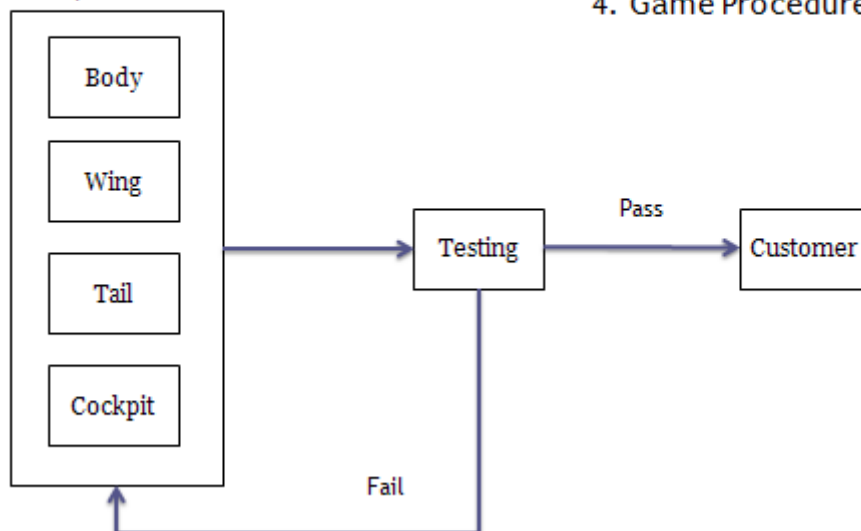 4. Game Procedure
Body
Wing
Tail
Cockpit
Testing
Pass
Customer
Fail